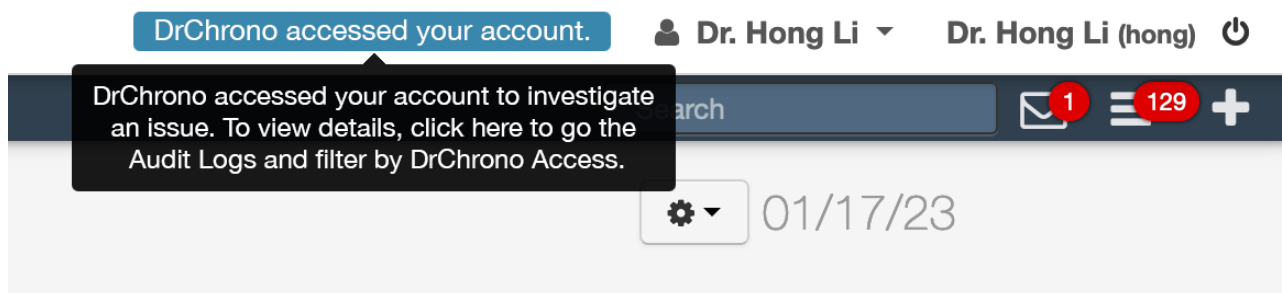 DrChrono accessed your account.
Dr. Hong Li
Dr. Hong Li (hong)
DrChrono accessed your account to investigate
an issue. To view details, click here to go the
Audit Logs and filter by DrChrono Access.
earch
1
129
01/17/23